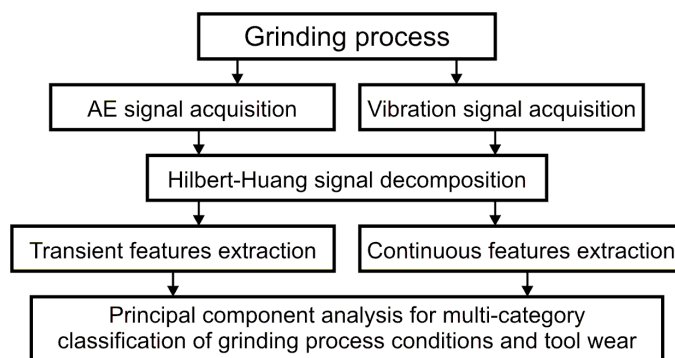 Grinding process
AE signal acquisition
Vibration signal acquisition
Hilbert-Huang signal decomposition
Transient features extraction
Continuous features extraction
Principal component analysis for multi-category
classification of grinding process conditions and tool wear